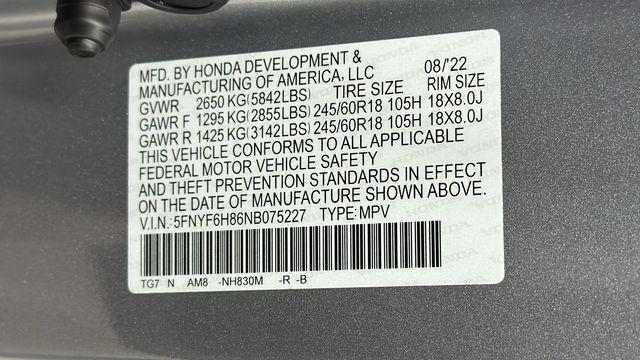 MFD. BY HONDA DEVELOPMENT &
MANUFACTURING OF AMERICA, LLC 08/'22
GVWR 2650 KG(5842LBS) TIRE SIZE RIM SIZE
GAWR F 1295 KG(2855LBS) 245/60R18 105H 18X8.0J
GAWR R 1425 KG(3142LBS) 245/60R18 105H 18X8.0J
THIS VEHICLE CONFORMS TO ALL APPLICABLE
FEDERAL MOTOR VEHICLE SAFETY
AND THEFT PREVENTION STANDARDS IN EFFECT
ON THE DATE OF MANUFACTURE SHOWN ABOVE.
V.I.N.: 5FNYF6H86NB075227 TYPE: MPV
TG7 N AM8 -NH830M -R -B